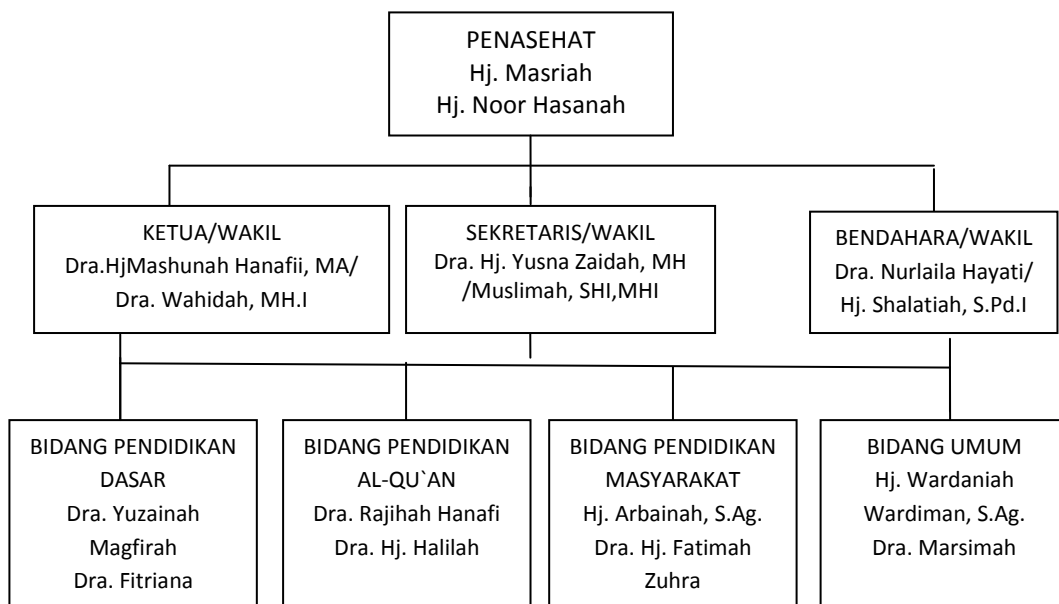 PENASEHAT
Hj. Masriah
Hj. Noor Hasanah
KETUA/WAKIL
Dra.HjMashunah Hanafii, MA/
Dra. Wahidah, MH.I
SEKRETARIS/WAKIL
Dra. Hj. Yusna Zaidah, MH
/Muslimah, SHI,MHI
BENDAHARA/WAKIL
Dra. Nurlaila Hayati/
Hj. Shalatiah, S.Pd.I
BIDANG PENDIDIKAN
DASAR
Dra. Yuzainah
Magfirah
Dra. Fitriana
BIDANG PENDIDIKAN
AL-QU`AN
Dra. Rajihah Hanafi
Dra. Hj. Halilah
BIDANG PENDIDIKAN
MASYARAKAT
Hj. Arbainah, S.Ag.
Dra. Hj. Fatimah
Zuhra
BIDANG UMUM
Hj. Wardaniah
Wardiman, S.Ag.
Dra. Marsimah